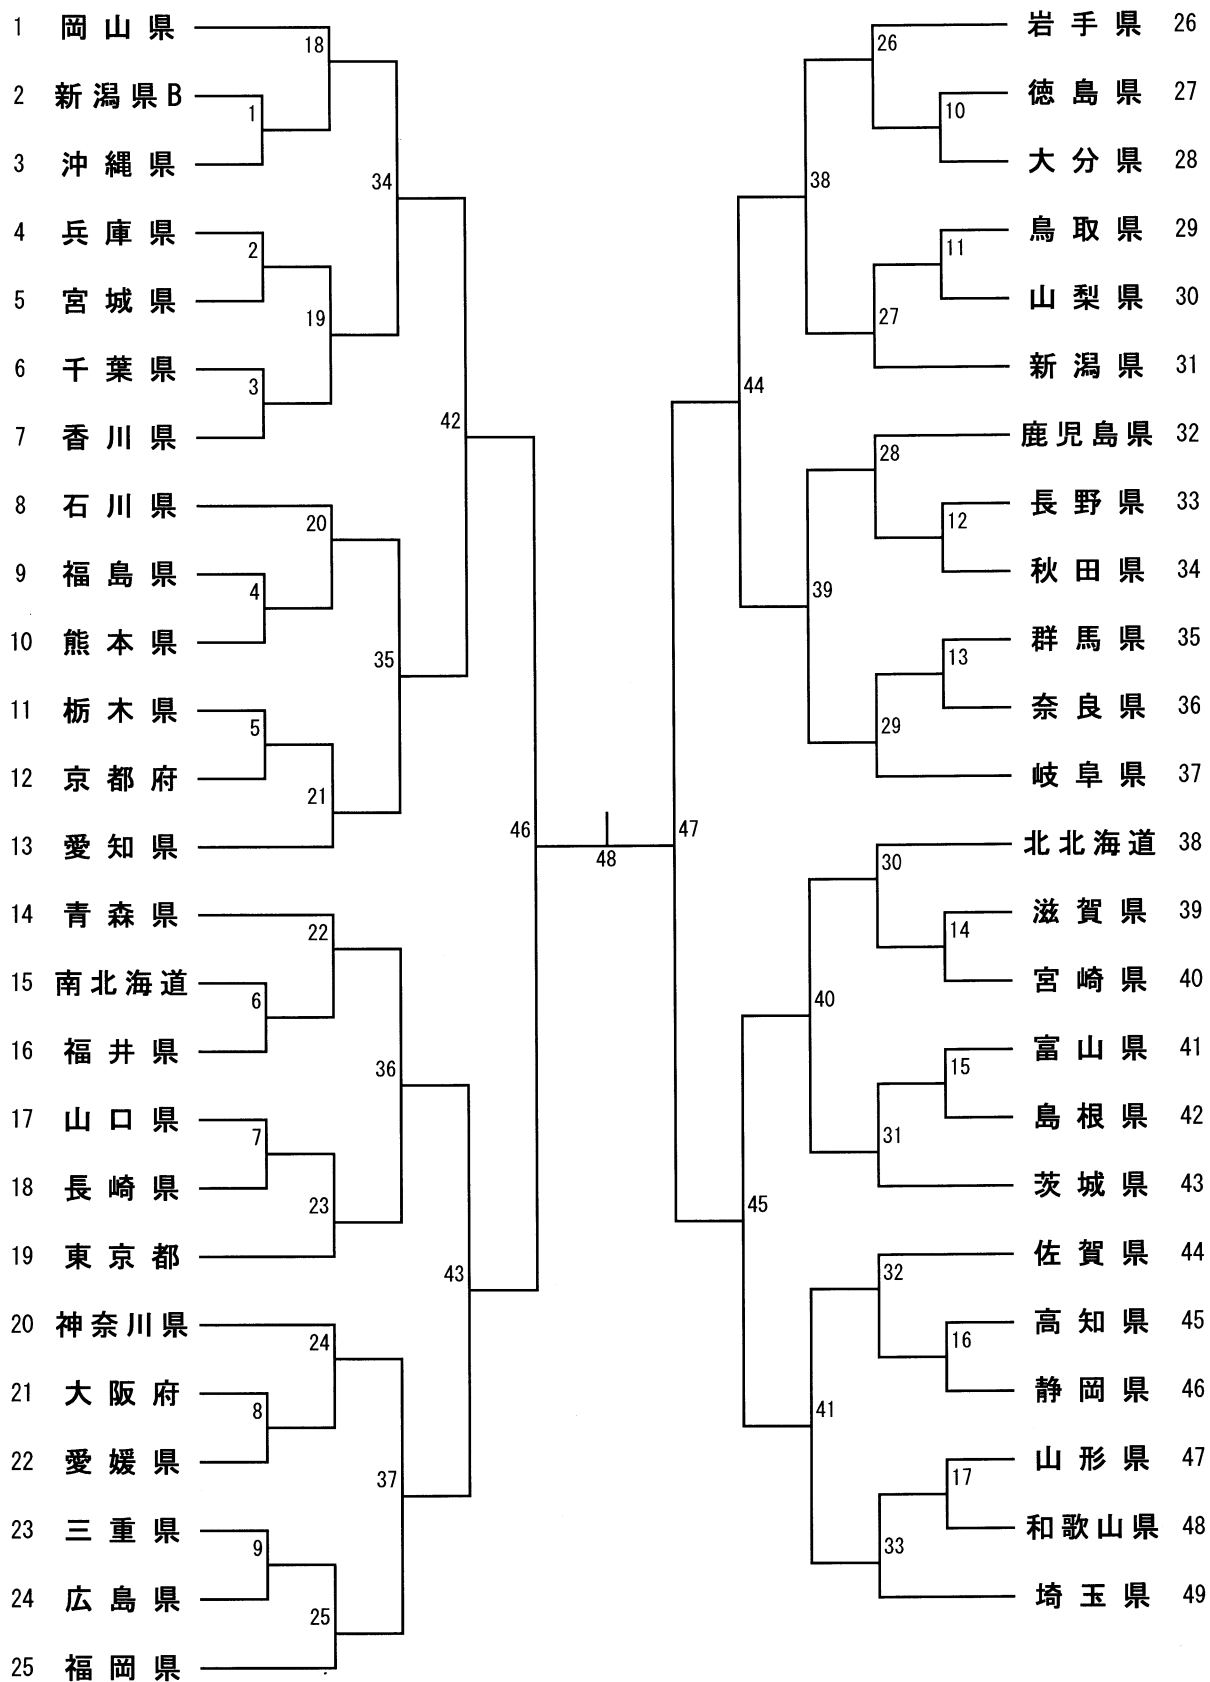 1 岡山県
2 新潟県B
3 沖縄県
4 兵庫県
5 宮城県
6 千葉県
7 香川県
8 石川県
9 福島県
10 熊本県
11 栃木県
12 京都府
13 愛知県
14 青森県
15 南北海道
16 福井県
17 山口県
18 長崎県
19 東京都
20 神奈川県
21 大阪府
22 愛媛県
23 三重県
24 広島県
25 福岡県
1
2
3
4
5
6
7
8
9
18
19
20
21
22
23
24
25
34
35
36
37
42
43
46
48
47
44
45
38
39
40
41
26
27
28
29
30
31
32
33
10
11
12
13
14
15
16
17
岩手県 26
徳島県 27
大分県 28
鳥取県 29
山梨県 30
新潟県 31
鹿児島県 32
長野県 33
秋田県 34
群馬県 35
奈良県 36
岐阜県 37
北北海道 38
滋賀県 39
宮崎県 40
富山県 41
島根県 42
茨城県 43
佐賀県 44
高知県 45
静岡県 46
山形県 47
和歌山県 48
埼玉県 49